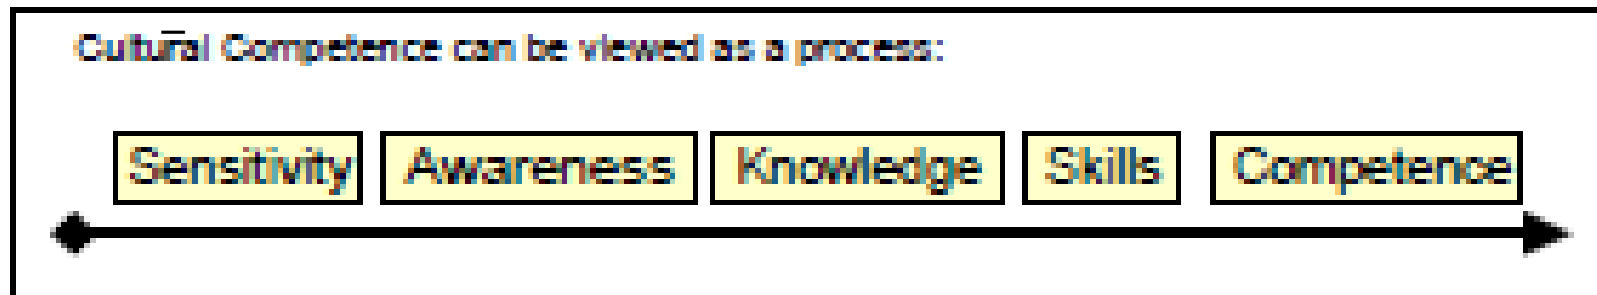 Cultural Competence can be viewed as a process:
Sensitivity Awareness Knowledge Skills Competence